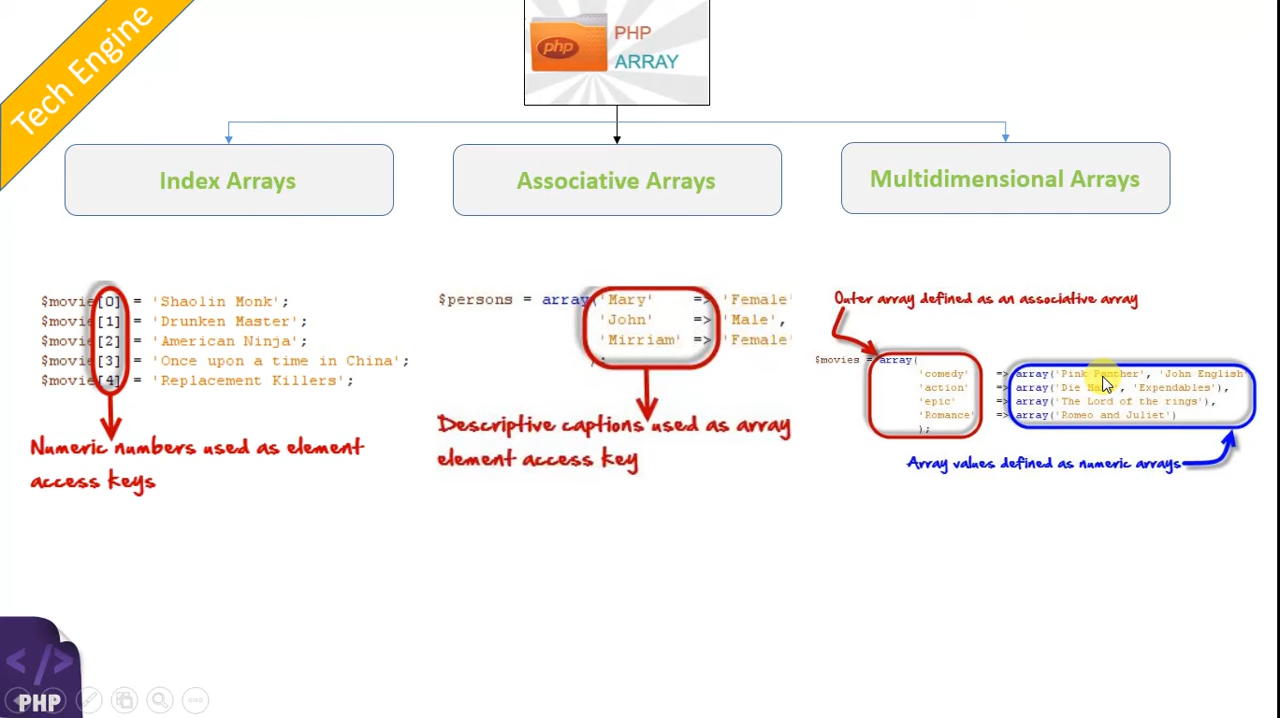 Tech Engine
php
PHP
ARRAY
Index Arrays
Associative Arrays
Multidimensional Arrays
$movie[0] = 'Shaolin Monk';
$movie[1] = 'Drunken Master';
$movie[2] = 'American Ninja';
$movie[3] = 'Once upon a time in China';
$movie[4] = 'Replacement Killers';
Numeric numbers used as element
access keys
$persons = array('Mary' => 'Female'
'John' => 'Male',
'Mirriam' => 'Female'
);
Descriptive captions used as array
element access key
Outer array defined as an associative array
$movies = array(
'comedy' => array('Pink Panther', 'John English'
'action' => array('Die , 'Expendables'),
'epic' => array('The Lord of the rings'),
'Romance' => array('Romeo and Juliet')
);
Array values defined as numeric arrays
</>
PHP